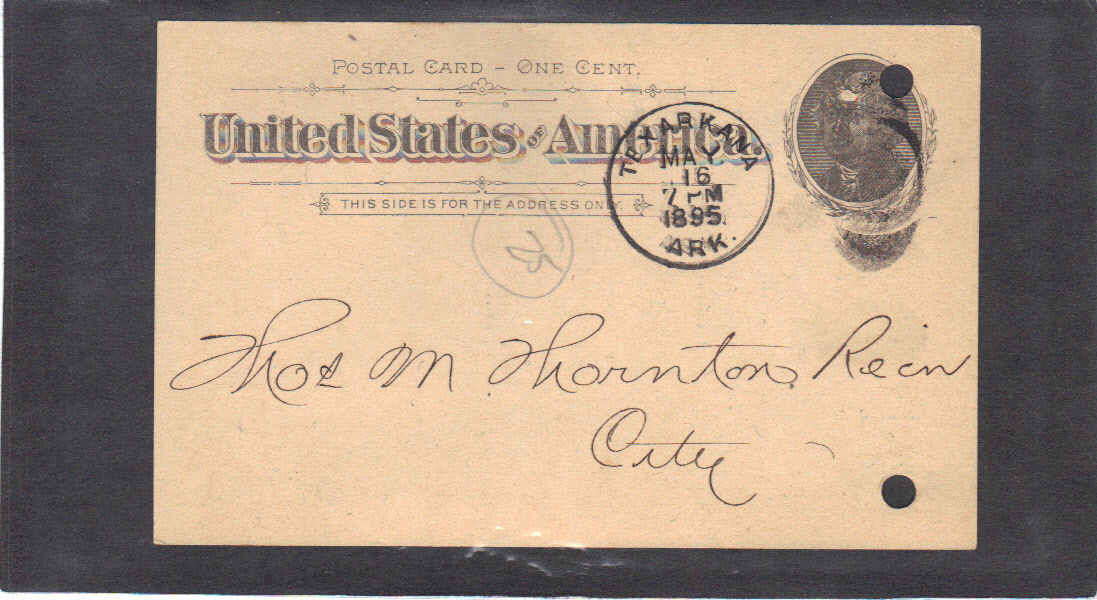 POSTAL CARD – ONE CENT.
United States of America.
THIS SIDE IS FOR THE ADDRESS ONLY.
TEXARKANA
MAY
16
7 PM
1895
ARK.
Thos M. Thornton, Recvr
City